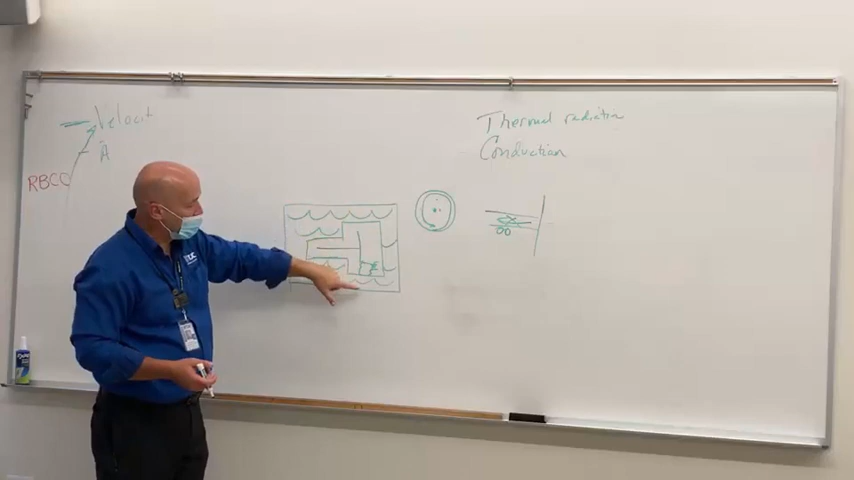 Velocit
A
RBCC
Thermal radiation
Conduction